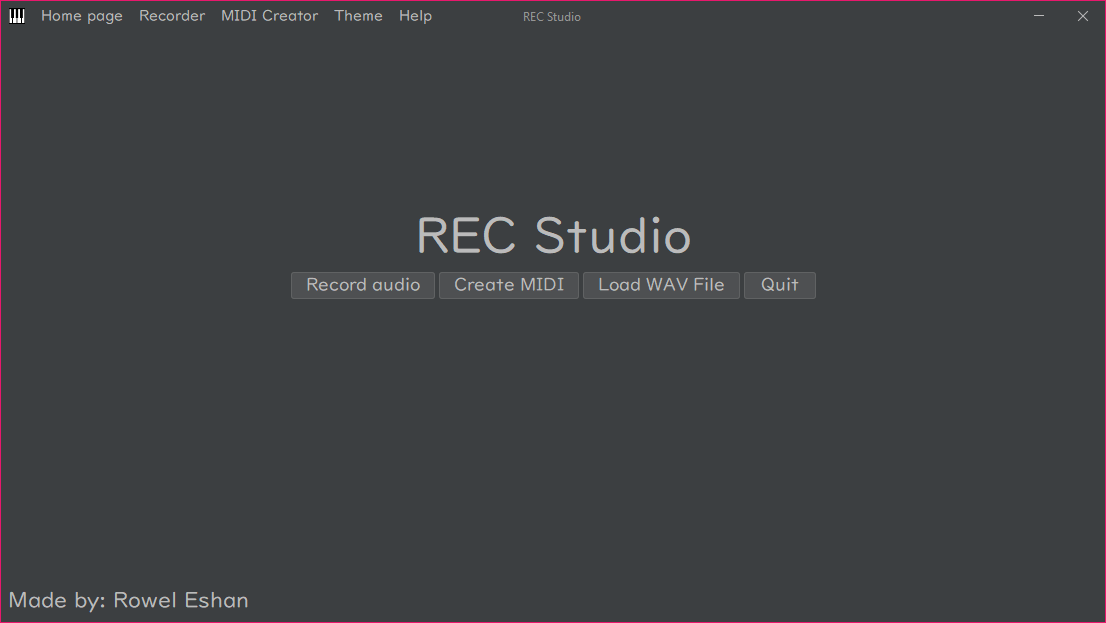 Home page Recorder MIDI Creator Theme Help REC Studio
REC Studio
Record audio Create MIDI Load WAV File Quit
Made by: Rowel Eshan